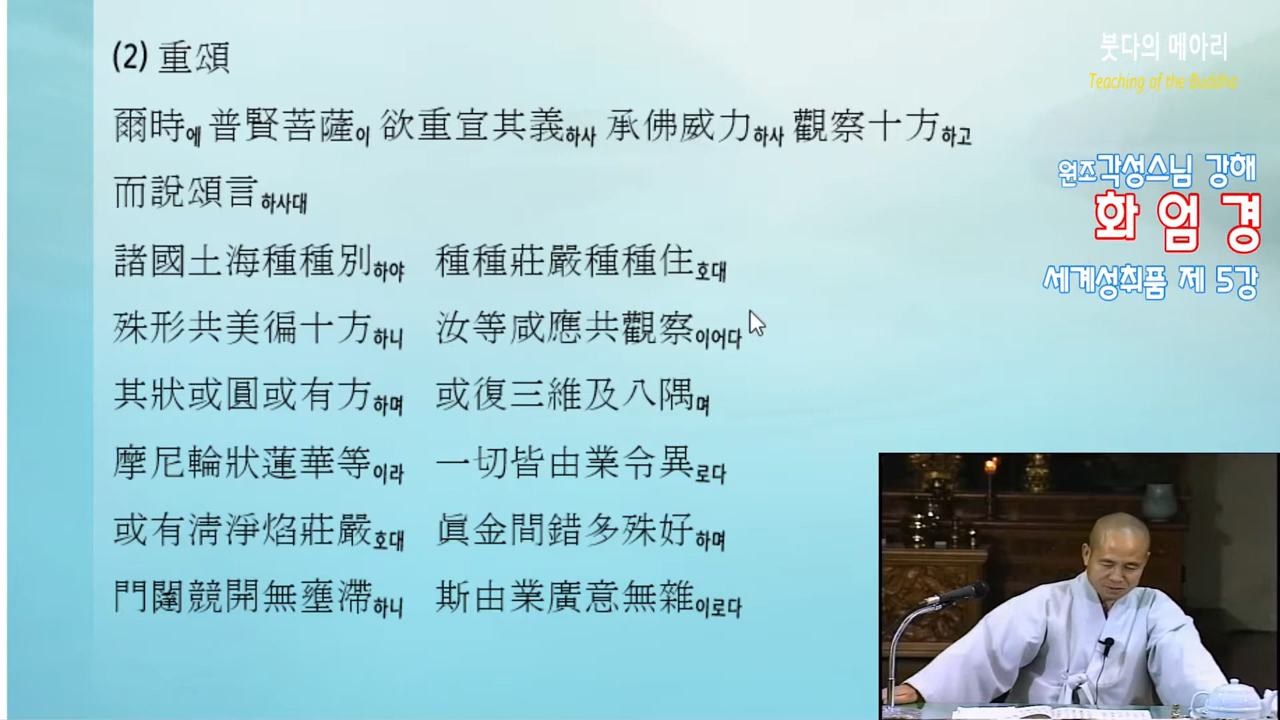 (2) 重頌
爾時에 普賢菩薩이 欲重宣其義하사 承佛威力하사 觀察十方하고
而說頌言하사대
諸國土海種種別하야 種種莊嚴種種住호대
殊形共美徧十方하니 汝等咸應共觀察이어다
其狀或圓或有方하며 或復三維及八隅며
摩尼輪狀蓮華等이라 一切皆由業令異로다
或有淸淨焰莊嚴호대 眞金間錯多殊好하며
門闥競開無壅滯하니 斯由業廣意無雜이로다
붓다의 메아리
Teaching of the Buddha
원조각성스님 강해
화엄경
세계성취품 제 5강